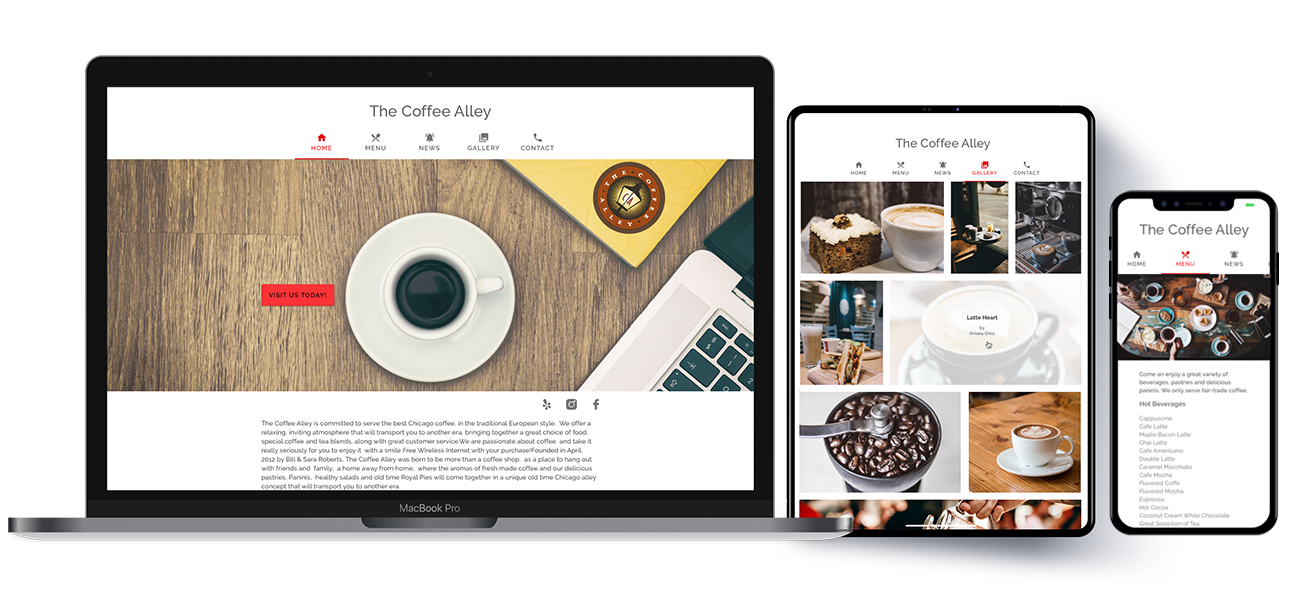 The Coffee Alley
HOME MENU NEWS GALLERY CONTACT
THE COFFEE ALLEY
CA
VISIT US TODAY!
The Coffee Alley is committed to serve the best Chicago coffee, in the traditional European style. We offer a
relaxing, inviting atmosphere that will transport you to another era, bringing together a great choice of food,
special coffee and tea blends, along with great customer service.We are passionate about coffee and take it
really seriously for you to enjoy it with a smile Free Wireless Internet with your purchase!Founded in April,
2012 by Bill & Sara Roberts, The Coffee Alley was born to be more than a coffee shop, as a place to hang out
with friends and family, a home away from home, where the aromas of fresh made coffee and our delicious
pastries, Paninis, healthy salads and old time Royal Pies will come together in a unique old time Chicago alley
concept that will transport you to another era.
MacBook Pro
The Coffee Alley
HOME MENU NEWS GALLERY CONTACT
Latte Heart
by
Oriana Ortiz
The Coffee Alley
HOME MENU NEWS
Come an enjoy a great variety of
beverages, pastries and delicious
paninis. We only serve fair-trade coffee.
Hot Beverages
Cappuccino
Cafe Latte
Maple Bacon Latte
Chai Latte
Cafe Americano
Double Latte
Caramel Macchiato
Cafe Mocha
Flavored Coffe
Flavored Mocha
Espresso
Hot Cocoa
Coconut Cream White Chocolate
Great Selection of Tea